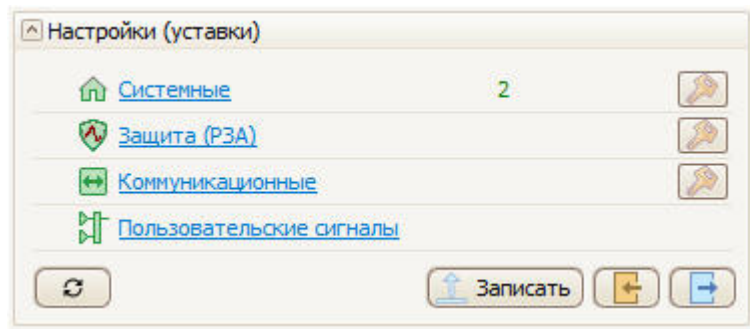 Настройки (уставки)
Системные 2
Защита (РЗА)
Коммуникационные
Пользовательские сигналы
Записать